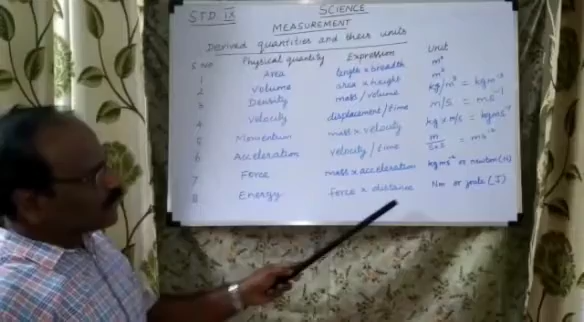 STD. IX SCIENCE
MEASUREMENT
Derived quantities and their units
S No Physical quantity Expression Unit
1 Area length x breadth m²
2 Volume area x height m³
3 Density mass / volume kg/m³ = kgm⁻³
4 Velocity displacement / time m/s = ms⁻¹
5 Momentum mass x velocity kg x m/s = kgms⁻¹
6 Acceleration velocity / time m/sxs = ms⁻²
7 Force mass x acceleration kgms⁻² or newton (N)
8 Energy force x distance Nm or joule (J)